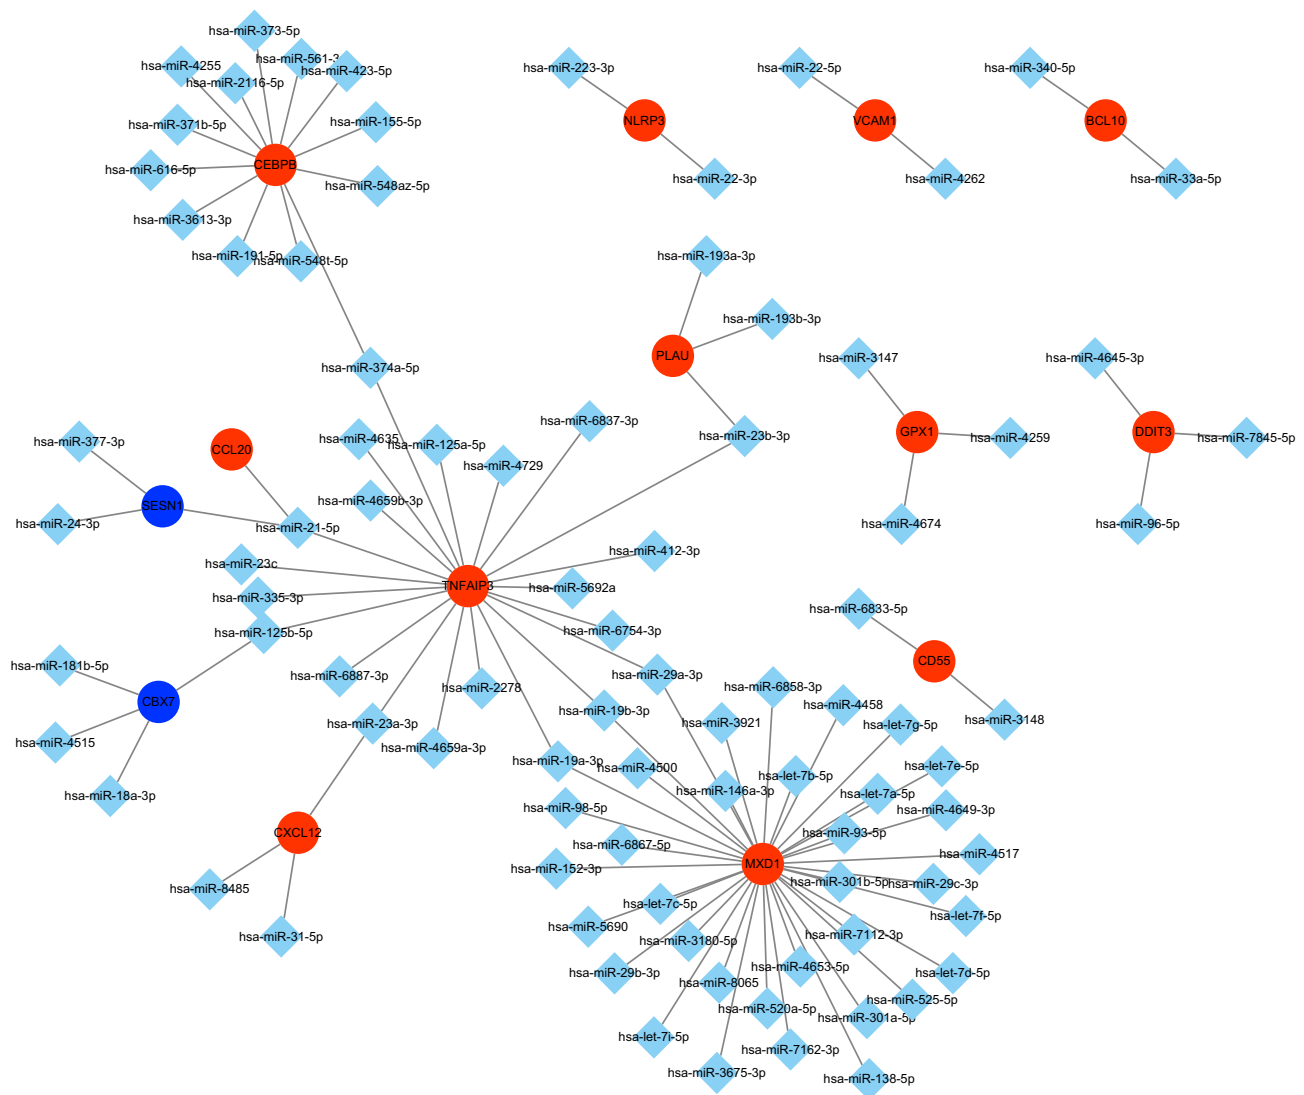 hsa-miR-373-5p
hsa-miR-4255
hsa-miR-561-3
hsa-miR-423-5p
hsa-miR-2116-5p
hsa-miR-371b-5p
hsa-miR-155-5p
CEBPB
hsa-miR-616-5p
hsa-miR-548az-5p
hsa-miR-3613-3p
hsa-miR-191-5p
hsa-miR-548t-5p
hsa-miR-223-3p
NLRP3
hsa-miR-22-3p
hsa-miR-22-5p
VCAM1
hsa-miR-4262
hsa-miR-340-5p
BCL10
hsa-miR-33a-5p
hsa-miR-193a-3p
hsa-miR-193b-3p
PLAU
hsa-miR-23b-3p
hsa-miR-3147
GPX1
hsa-miR-4259
hsa-miR-4674
hsa-miR-4645-3p
DDIT3
hsa-miR-7845-5p
hsa-miR-96-5p
hsa-miR-374a-5p
hsa-miR-6837-3p
hsa-miR-4635
hsa-miR-125a-5p
hsa-miR-4729
hsa-miR-4659b-3p
hsa-miR-377-3p
CCL20
SESN1
hsa-miR-24-3p
hsa-miR-21-5p
hsa-miR-23c
hsa-miR-412-3p
TNFAIP3
hsa-miR-5692a
hsa-miR-335-3p
hsa-miR-125b-5p
hsa-miR-6754-3p
hsa-miR-181b-5p
CBX7
hsa-miR-4515
hsa-miR-18a-3p
hsa-miR-6887-3p
hsa-miR-2278
hsa-miR-23a-3p
hsa-miR-4659a-3p
hsa-miR-29a-3p
hsa-miR-19b-3p
hsa-miR-19a-3p
CXCL12
hsa-miR-8485
hsa-miR-31-5p
hsa-miR-6833-5p
CD55
hsa-miR-3148
hsa-miR-6858-3p
hsa-miR-4458
hsa-miR-3921
hsa-let-7g-5p
hsa-miR-4500
hsa-let-7b-5p
hsa-let-7e-5p
hsa-miR-146a-3p
hsa-let-7a-5p
hsa-miR-98-5p
hsa-miR-4649-3p
hsa-miR-93-5p
hsa-miR-6867-5p
hsa-miR-4517
hsa-miR-152-3p
MXD1
hsa-miR-301b-5p
hsa-miR-29c-3p
hsa-let-7c-5p
hsa-let-7f-5p
hsa-miR-5690
hsa-miR-7112-3p
hsa-miR-3180-5p
hsa-miR-29b-3p
hsa-miR-4653-5p
hsa-let-7d-5p
hsa-miR-8065
hsa-miR-525-5p
hsa-miR-520a-5p
hsa-miR-301a-5p
hsa-let-7i-5p
hsa-miR-7162-3p
hsa-miR-3675-3p
hsa-miR-138-5p